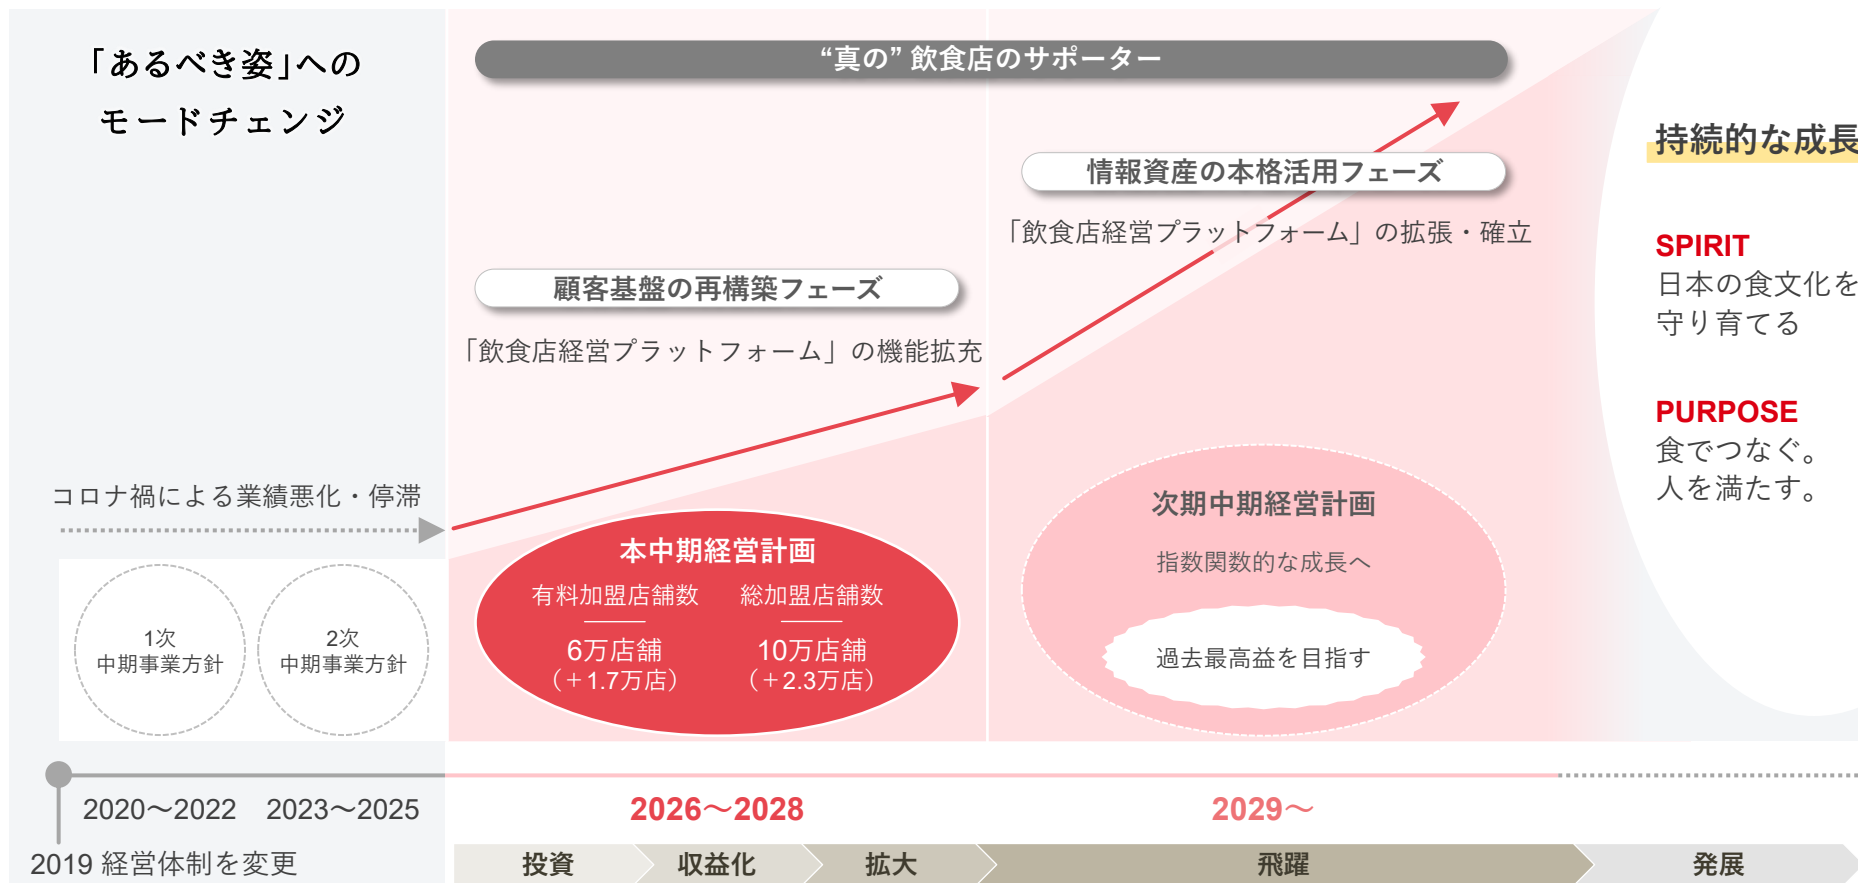 「あるべき姿」への
モードチェンジ
“真の” 飲食店のサポーター
情報資産の本格活用フェーズ
「飲食店経営プラットフォーム」の拡張・確立
顧客基盤の再構築フェーズ
「飲食店経営プラットフォーム」の機能拡充
持続的な成長
SPIRIT
日本の食文化を
守り育てる
PURPOSE
食でつなぐ。
人を満たす。
コロナ禍による業績悪化・停滞
1次
中期事業方針
2次
中期事業方針
本中期経営計画
有料加盟店舗数
6万店舗
（＋1.7万店）
総加盟店舗数
10万店舗
（＋2.3万店）
次期中期経営計画
指数関数的な成長へ
過去最高益を目指す
2020～2022
2023～2025
2026～2028
2029～
2019 経営体制を変更
投資
収益化
拡大
飛躍
発展